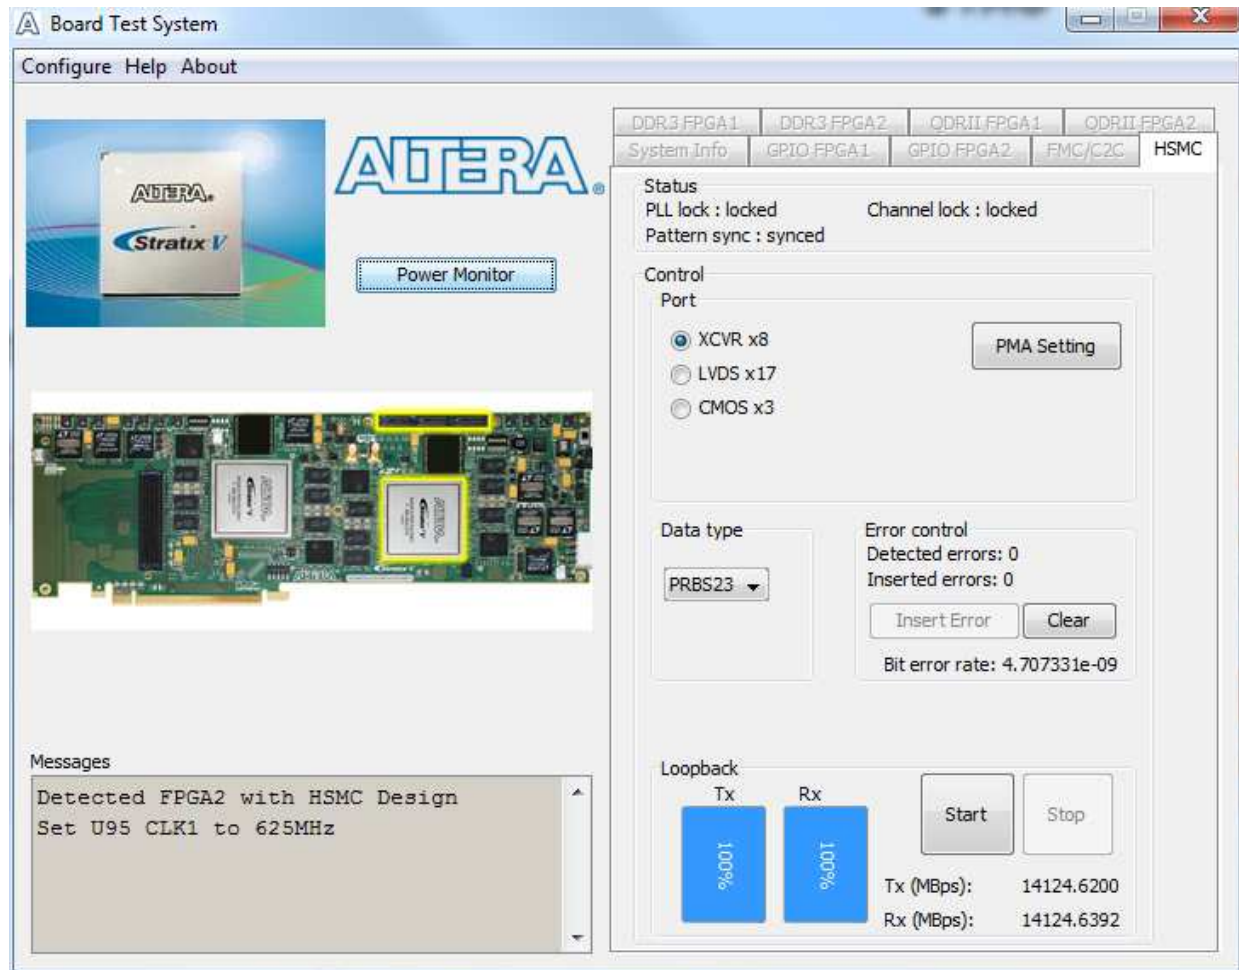 Board Test System
Configure Help About
ALTERA
Stratix V
ALTERA
Power Monitor
DDR3 FPGA1 DDR3 FPGA2 QDRII FPGA1 QDRII FPGA2
System Info GPIO FPGA1 GPIO FPGA2 FMC/C2C HSMC
Status
PLL lock : locked Channel lock : locked
Pattern sync : synced
Control
Port
XCVR x8
PMA Setting
LVDS x17
CMOS x3
Data type
PRBS23
Error control
Detected errors: 0
Inserted errors: 0
Insert Error Clear
Bit error rate: 4.707331e-09
Messages
Detected FPGA2 with HSMC Design
Set U95 CLK1 to 625MHz
Loopback
Tx Rx
100% 100%
Start Stop
Tx (MBps): 14124.6200
Rx (MBps): 14124.6392